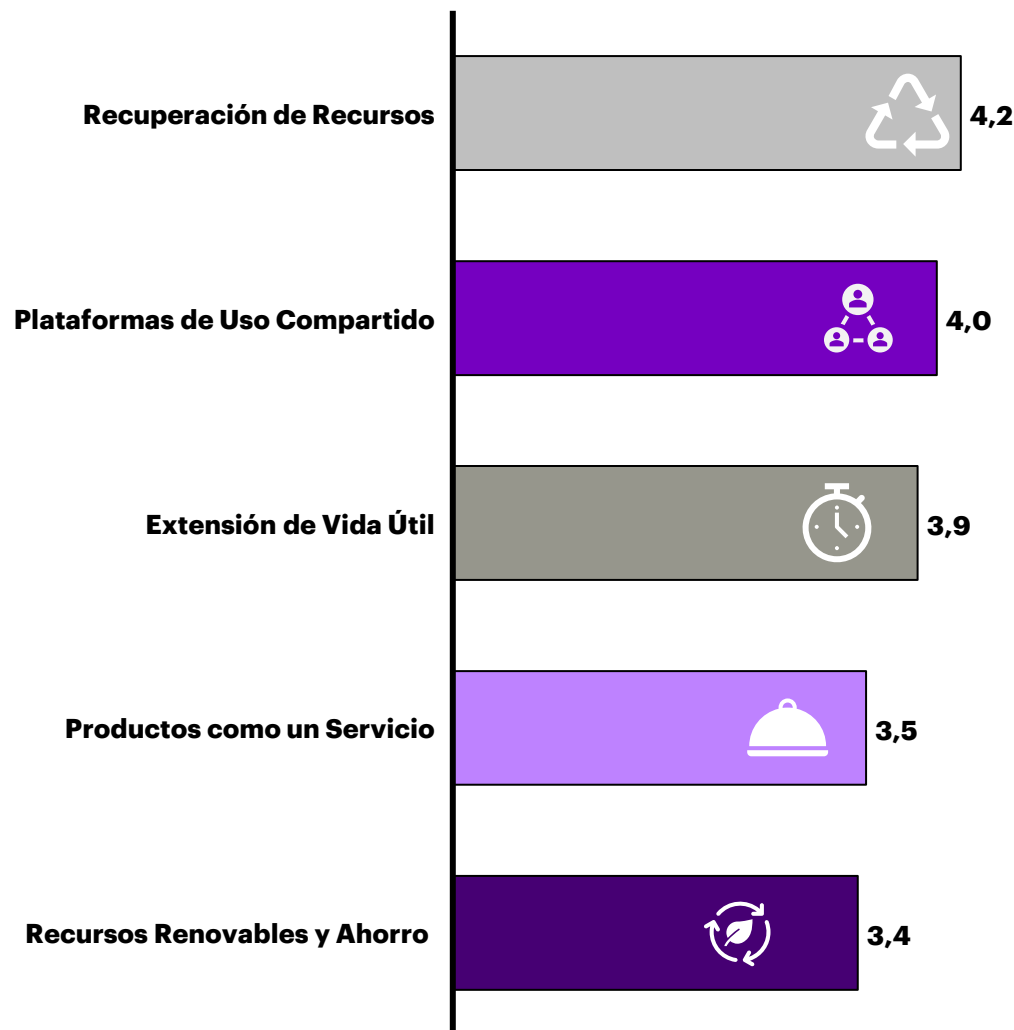 Recuperación de Recursos
4,2
Plataformas de Uso Compartido
4,0
Extensión de Vida Útil
3,9
Productos como un Servicio
3,5
Recursos Renovables y Ahorro
3,4